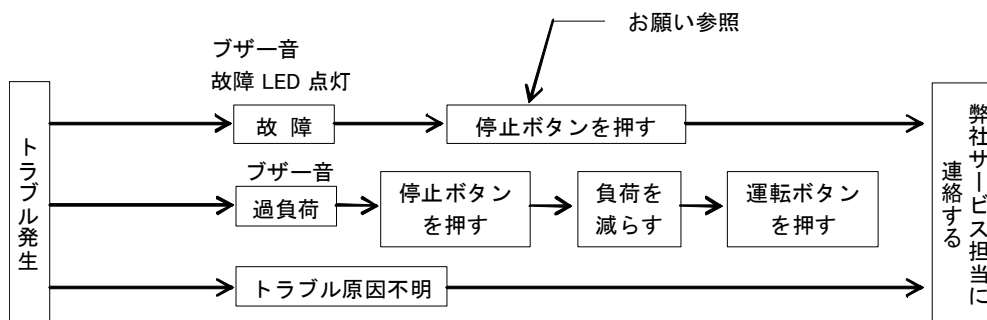 お願い参照
ブザー音
故障 LED 点灯
トラブル発生
故 障
停止ボタンを押す
ブザー音
過負荷
停止ボタン
を押す
負荷を
減らす
運転ボタン
を押す
トラブル原因不明
弊社サービス担当に
連絡する